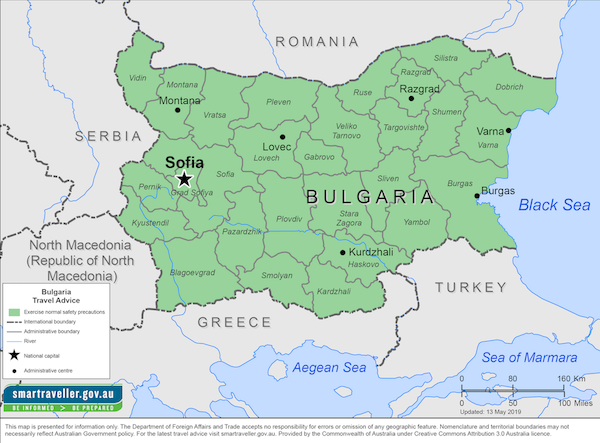 ROMANIA
Vidin
Montana
Montana
Vratsa
Pleven
Ruse
Silistra
Razgrad
Razgrad
Dobrich
Shumen
Targovishte
Veliko
Tarnovo
Varna
Varna
SERBIA
Lovec
Lovech
Gabrovo
Sofia
Sofia
Pernik
Grad Sofiya
Sliven
Burgas
Burgas
BULGARIA
Black Sea
Kyustendil
Pazardzhik
Plovdiv
Stara
Zagora
Yambol
North Macedonia
(Republic of North
Macedonia)
Kurdzhali
Haskovo
Blagoevgrad
Smolyan
Kardzhali
TURKEY
GREECE
Aegean Sea
Sea of Marmara
Bulgaria
Travel Advice
Exercise normal safety precautions
International boundary
Administrative boundary
River
National capital
Administrative centre
smartraveller.gov.au
BE INFORMED BE PREPARED
0 80 160 Km
0 50 100 Miles
Updated: 13 May 2019
This map is presented for information only. The Department of Foreign Affairs and Trade accepts no responsibility for errors or omission of any geographic feature. Nomenclature and territorial boundaries may not
necessarily reflect Australian Government policy. For the latest travel advice visit smartraveller.gov.au. Provided by the Commonwealth of Australia under Creative Commons Attribution 3.0 Australia licence.